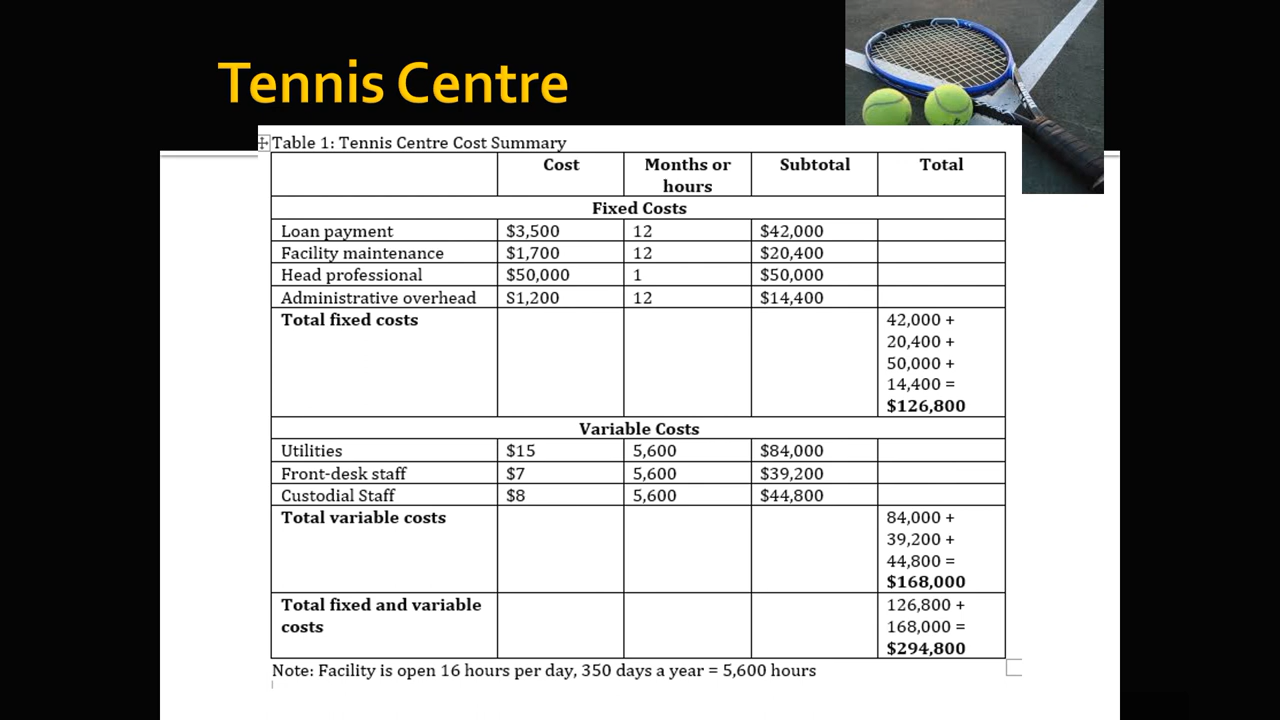 Tennis Centre
Table 1: Tennis Centre Cost Summary
Cost Months or hours Subtotal Total
Fixed Costs
Loan payment $3,500 12 $42,000
Facility maintenance $1,700 12 $20,400
Head professional $50,000 1 $50,000
Administrative overhead $1,200 12 $14,400
Total fixed costs 42,000 +
20,400 +
50,000 +
14,400 =
$126,800
Variable Costs
Utilities $15 5,600 $84,000
Front-desk staff $7 5,600 $39,200
Custodial Staff $8 5,600 $44,800
Total variable costs 84,000 +
39,200 +
44,800 =
$168,000
Total fixed and variable costs 126,800 +
168,000 =
$294,800
Note: Facility is open 16 hours per day, 350 days a year = 5,600 hours